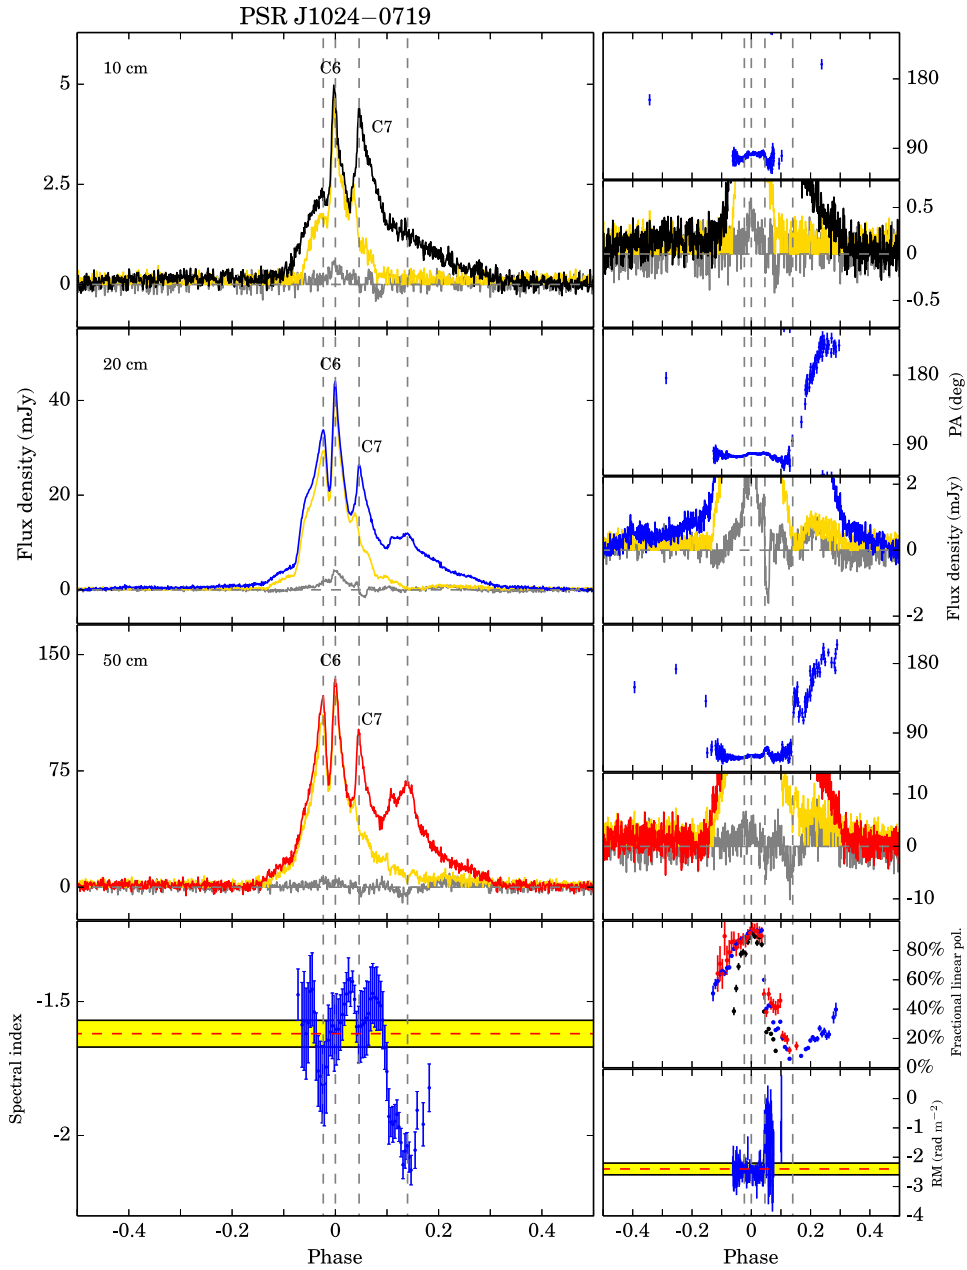 PSR J1024−0719
10 cm
C6
C7
5
2.5
0
180
90
0.5
0
-0.5
20 cm
C6
C7
40
20
0
Flux density (mJy)
180
90
PA (deg)
2
0
-2
Flux density (mJy)
50 cm
C6
C7
150
75
0
180
90
10
0
-10
-1.5
-2
Spectral index
80%
60%
40%
20%
0%
Fractional linear pol.
0
-1
-2
-3
-4
RM (rad m⁻²)
-0.4 -0.2 0 0.2 0.4
Phase
-0.4 -0.2 0 0.2 0.4
Phase